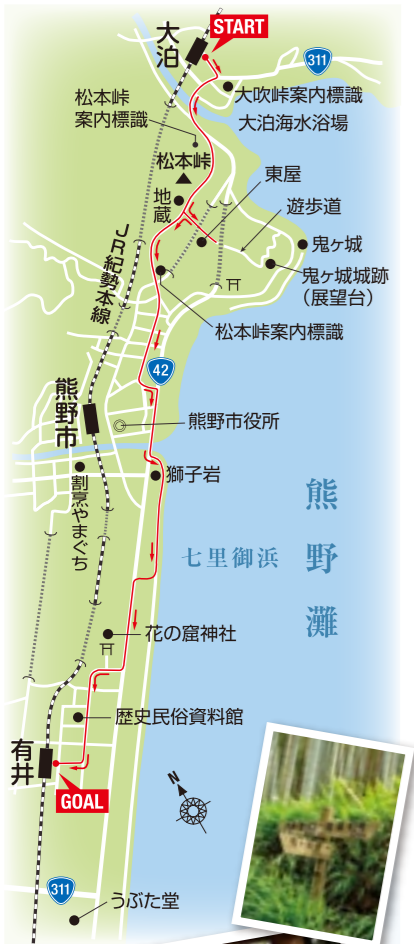 大泊
START
311
大吹峠案内標識
大泊海水浴場
松本峠
案内標識
松本峠
地蔵
東屋
遊歩道
鬼ヶ城
鬼ヶ城城跡
(展望台)
松本峠案内標識
JR紀勢本線
42
熊野市
熊野市役所
獅子岩
割烹やまぐち
熊野灘
七里御浜
花の窟神社
歴史民俗資料館
有井
GOAL
N
311
うぶた堂